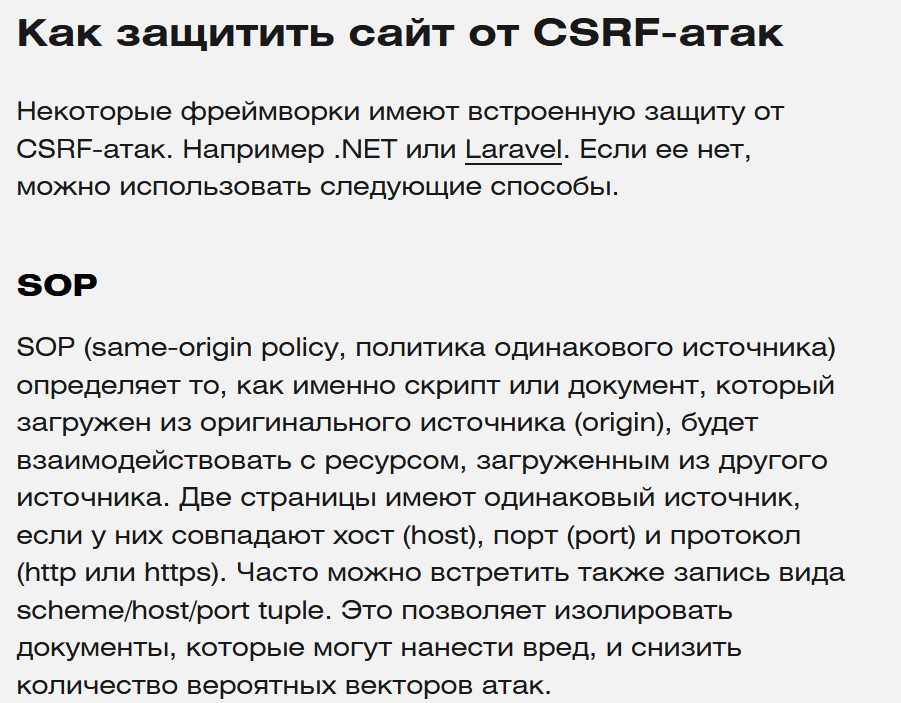 Как защитить сайт от CSRF-атак
Некоторые фреймворки имеют встроенную защиту от
CSRF-атак. Например .NET или Laravel. Если ее нет,
можно использовать следующие способы.
SOP
SOP (same-origin policy, политика одинакового источника)
определяет то, как именно скрипт или документ, который
загружен из оригинального источника (origin), будет
взаимодействовать с ресурсом, загруженным из другого
источника. Две страницы имеют одинаковый источник,
если у них совпадают хост (host), порт (port) и протокол
(http или https). Часто можно встретить также запись вида
scheme/host/port tuple. Это позволяет изолировать
документы, которые могут нанести вред, и снизить
количество вероятных векторов атак.